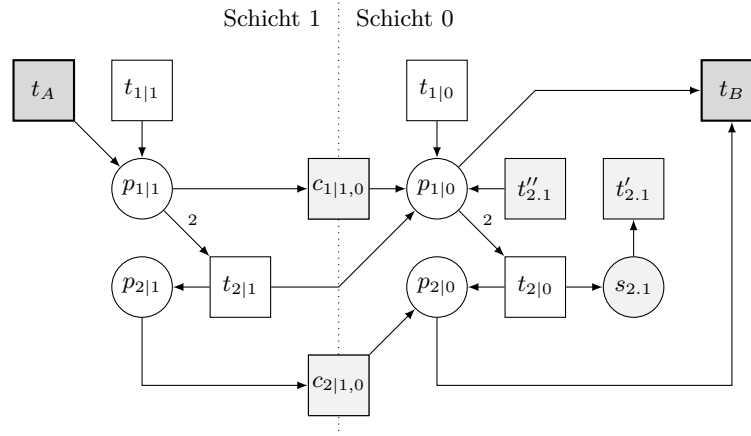 Schicht 1 Schicht 0
t_A t_{1|1} t_{1|0} t_B
p_{1|1} c_{1|1,0} p_{1|0} t''_{2.1} t'_{2.1}
2 2
p_{2|1} t_{2|1} p_{2|0} t_{2|0} s_{2.1}
c_{2|1,0}